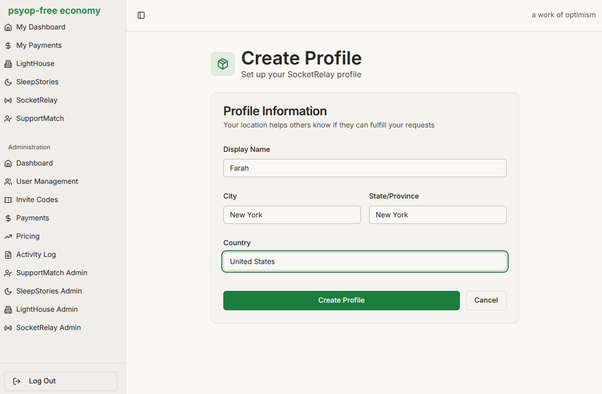 psyop-free economy
My Dashboard
My Payments
LightHouse
SleepStories
SocketRelay
SupportMatch
Administration
Dashboard
User Management
Invite Codes
Payments
Pricing
Activity Log
SupportMatch Admin
SleepStories Admin
LightHouse Admin
SocketRelay Admin
Log Out
a work of optimism
Create Profile
Set up your SocketRelay profile
Profile Information
Your location helps others know if they can fulfill your requests
Display Name
Farah
City
State/Province
New York
New York
Country
United States
Create Profile
Cancel